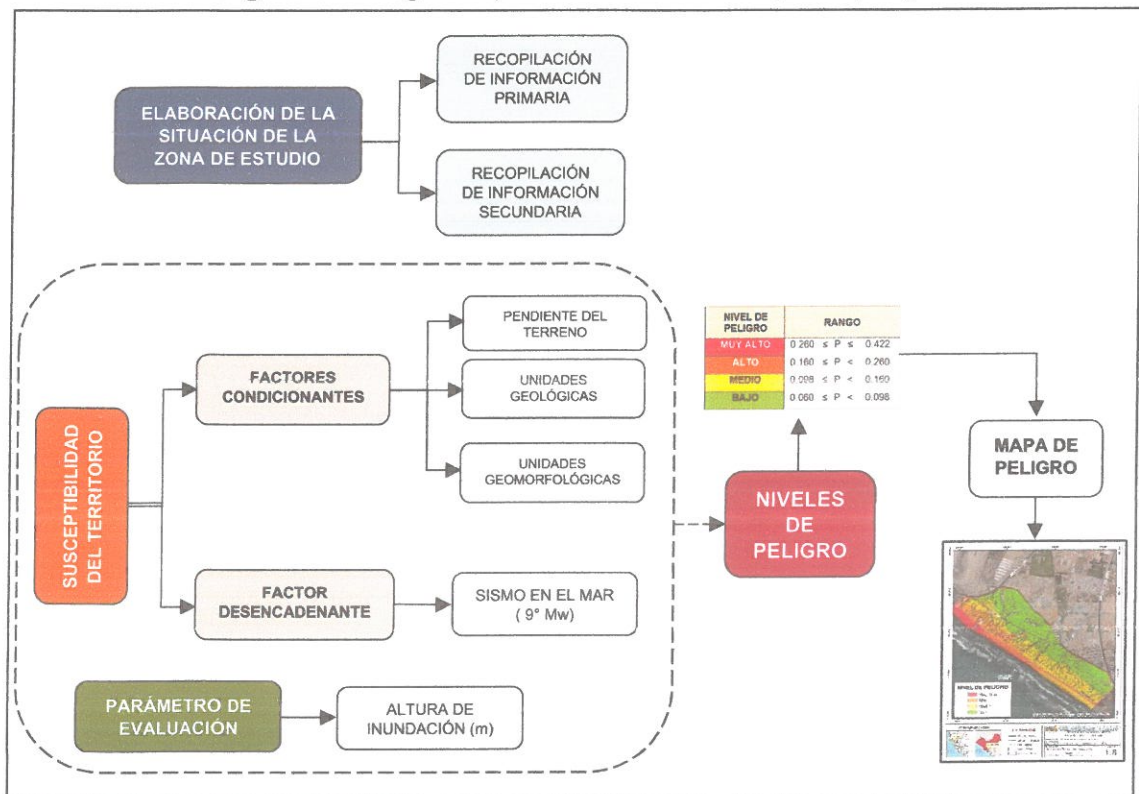 RECOPILACIÓN
DE INFORMACIÓN
PRIMARIA
ELABORACIÓN DE LA
SITUACIÓN DE LA
ZONA DE ESTUDIO
RECOPILACIÓN
DE INFORMACIÓN
SECUNDARIA
SUSCEPTIBILIDAD
DEL TERRITORIO
FACTORES
CONDICIONANTES
PENDIENTE DEL
TERRENO
UNIDADES
GEOLÓGICAS
UNIDADES
GEOMORFOLÓGICAS
FACTOR
DESENCADENANTE
SISMO EN EL MAR
( 9° Mw)
PARÁMETRO DE
EVALUACIÓN
ALTURA DE
INUNDACIÓN (m)
NIVEL DE
PELIGRO
RANGO
MUY ALTO 0.260 ≤ P ≤ 0.422
ALTO 0.160 ≤ P < 0.260
MEDIO 0.098 ≤ P < 0.160
BAJO 0.060 ≤ P < 0.098
NIVELES
DE
PELIGRO
MAPA DE
PELIGRO
NIVEL DE PELIGRO